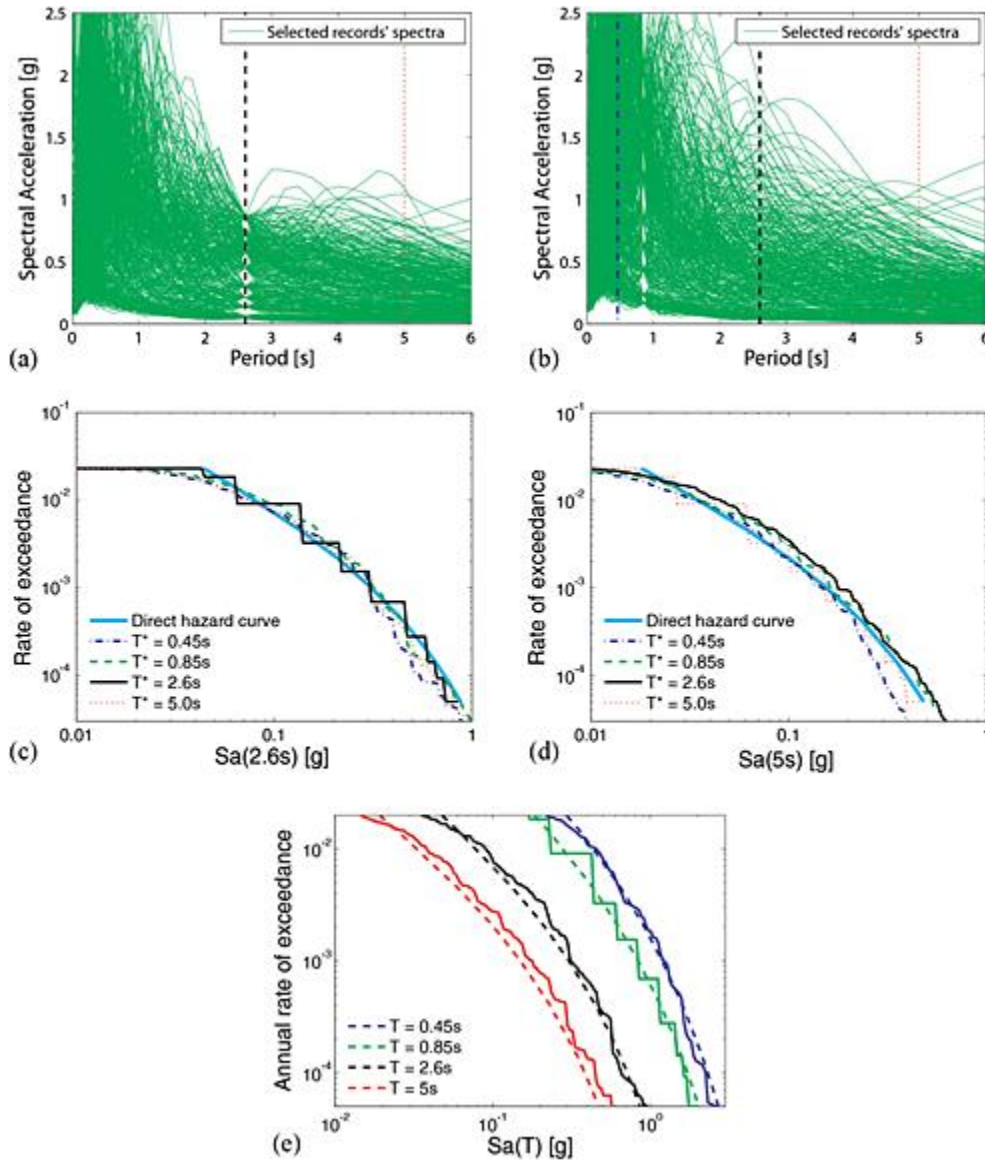 Selected records' spectra
Spectral Acceleration [g]
2.5
2
1.5
1
0.5
0
0 1 2 3 4 5 6
Period [s]
(a)
Selected records' spectra
Spectral Acceleration [g]
2.5
2
1.5
1
0.5
0
0 1 2 3 4 5 6
Period [s]
(b)
Rate of exceedance
10⁻¹
10⁻²
10⁻³
10⁻⁴
Direct hazard curve
T* = 0.45s
T* = 0.85s
T* = 2.6s
T* = 5.0s
0.01 0.1 1
Sa(2.6s) [g]
(c)
Rate of exceedance
10⁻¹
10⁻²
10⁻³
10⁻⁴
Direct hazard curve
T* = 0.45s
T* = 0.85s
T* = 2.6s
T* = 5.0s
0.01 0.1 1
Sa(5s) [g]
(d)
Annual rate of exceedance
10⁻²
10⁻³
10⁻⁴
T = 0.45s
T = 0.85s
T = 2.6s
T = 5s
10⁻² 10⁻¹ 10⁰
Sa(T) [g]
(e)